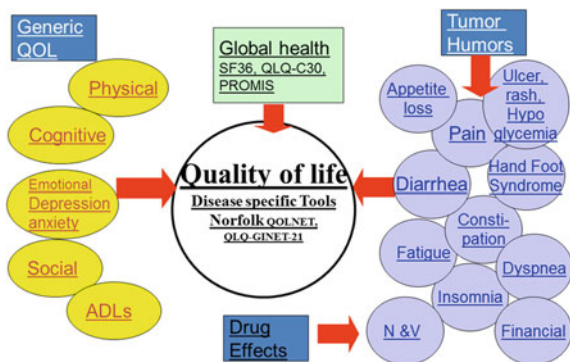 Generic
QOL
Physical
Cognitive
Emotional
Depression
anxiety
Social
ADLs
Global health
SF36, QLQ-C30,
PROMIS
Quality of life
Disease specific Tools
Norfolk QOLNET,
QLQ-GINET-21
Drug
Effects
Tumor
Humors
Appetite
loss
Ulcer,
rash,
Hypo
glycemia
Pain
Diarrhea
Hand Foot
Syndrome
Consti-
pation
Fatigue
Dyspnea
Insomnia
N &V
Financial